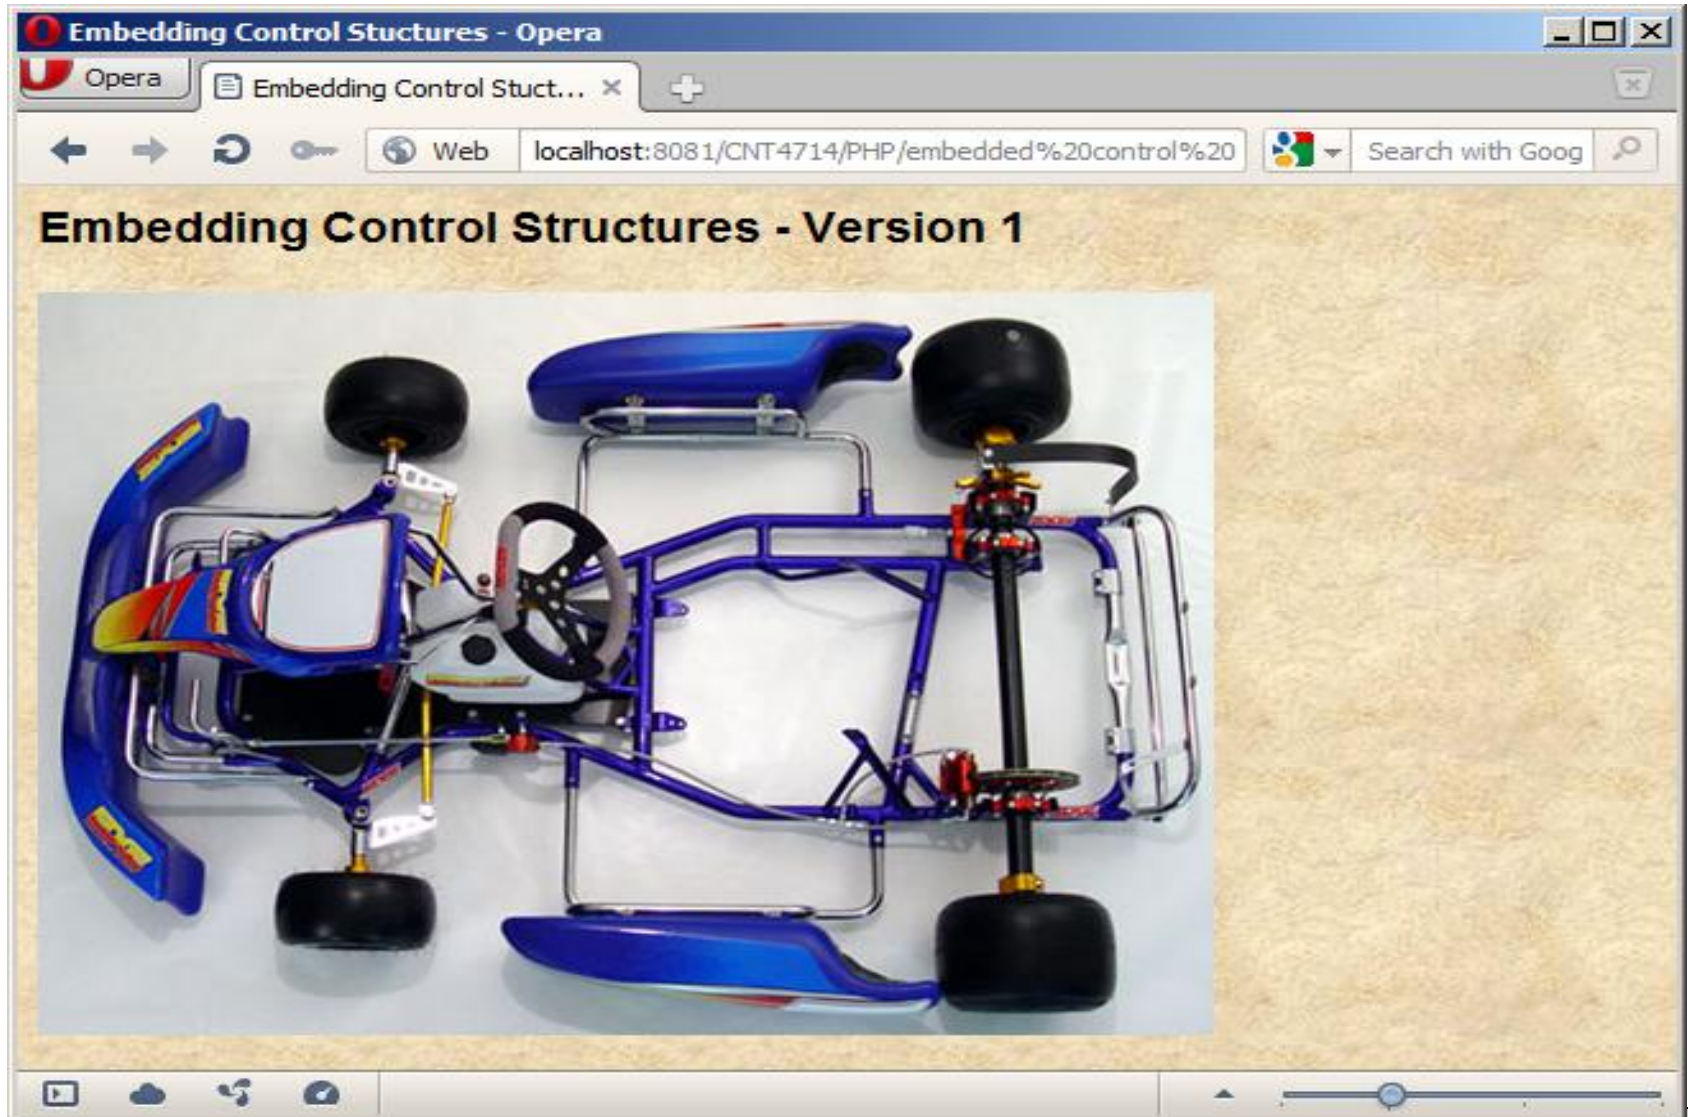 Embedding Control Stuctures - Opera
Opera
Embedding Control Stuct...
Web
localhost:8081/CNT4714/PHP/embedded%20control%20
Search with Goog
Embedding Control Structures - Version 1